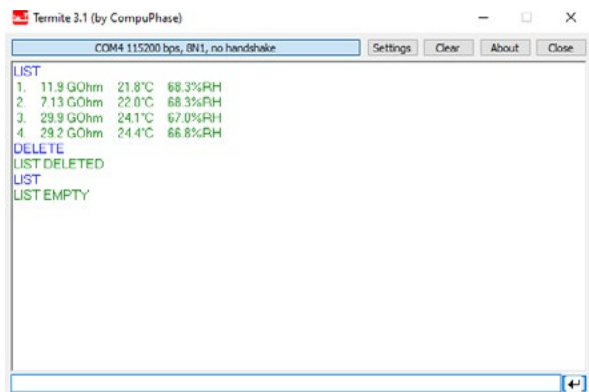 Termite 3.1 (by CompuPhase)
COM4 115200 bps, 8N1, no handshake
Settings
Clear
About
Close
LIST
1. 11.9 GOhm 21.8°C 68.3%RH
2. 7.13 GOhm 22.0°C 68.3%RH
3. 29.9 GOhm 24.1°C 67.0%RH
4. 29.2 GOhm 24.4°C 66.8%RH
DELETE
LIST DELETED
LIST
LIST EMPTY